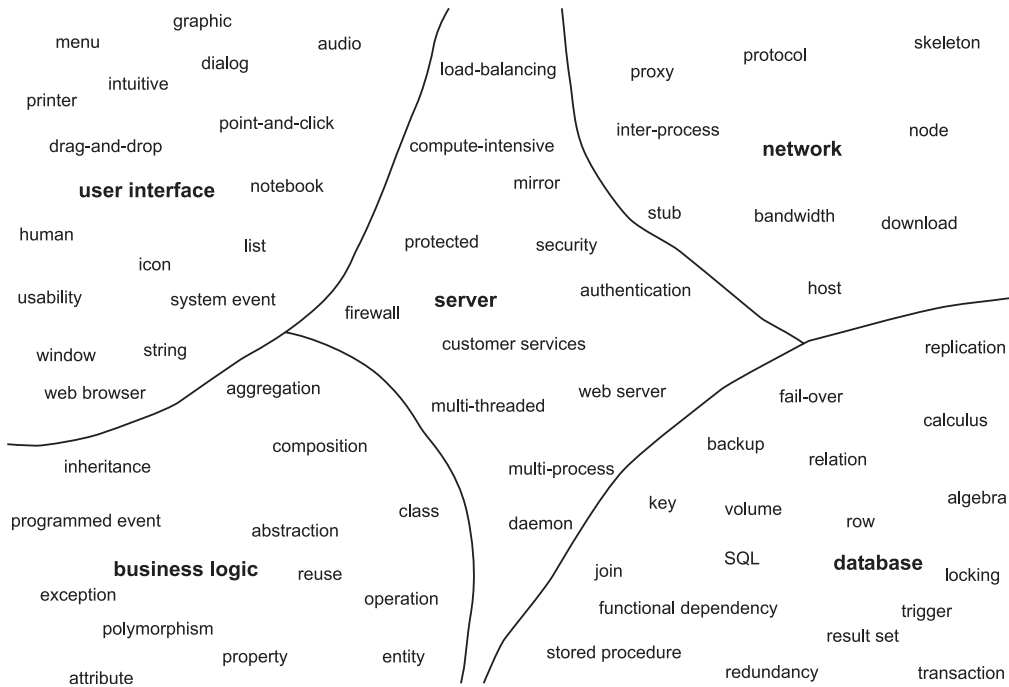 graphic
menu
audio
dialog
intuitive
printer
point-and-click
drag-and-drop
user interface
notebook
human
list
icon
usability
system event
window
string
web browser
load-balancing
compute-intensive
mirror
protected
security
authentication
server
firewall
customer services
web server
multi-threaded
multi-process
daemon
skeleton
protocol
proxy
inter-process
node
network
stub
bandwidth
download
host
aggregation
composition
inheritance
class
programmed event
abstraction
business logic
reuse
exception
operation
polymorphism
property
entity
attribute
replication
fail-over
calculus
backup
relation
key
volume
algebra
row
SQL
database
join
locking
functional dependency
trigger
result set
stored procedure
redundancy
transaction